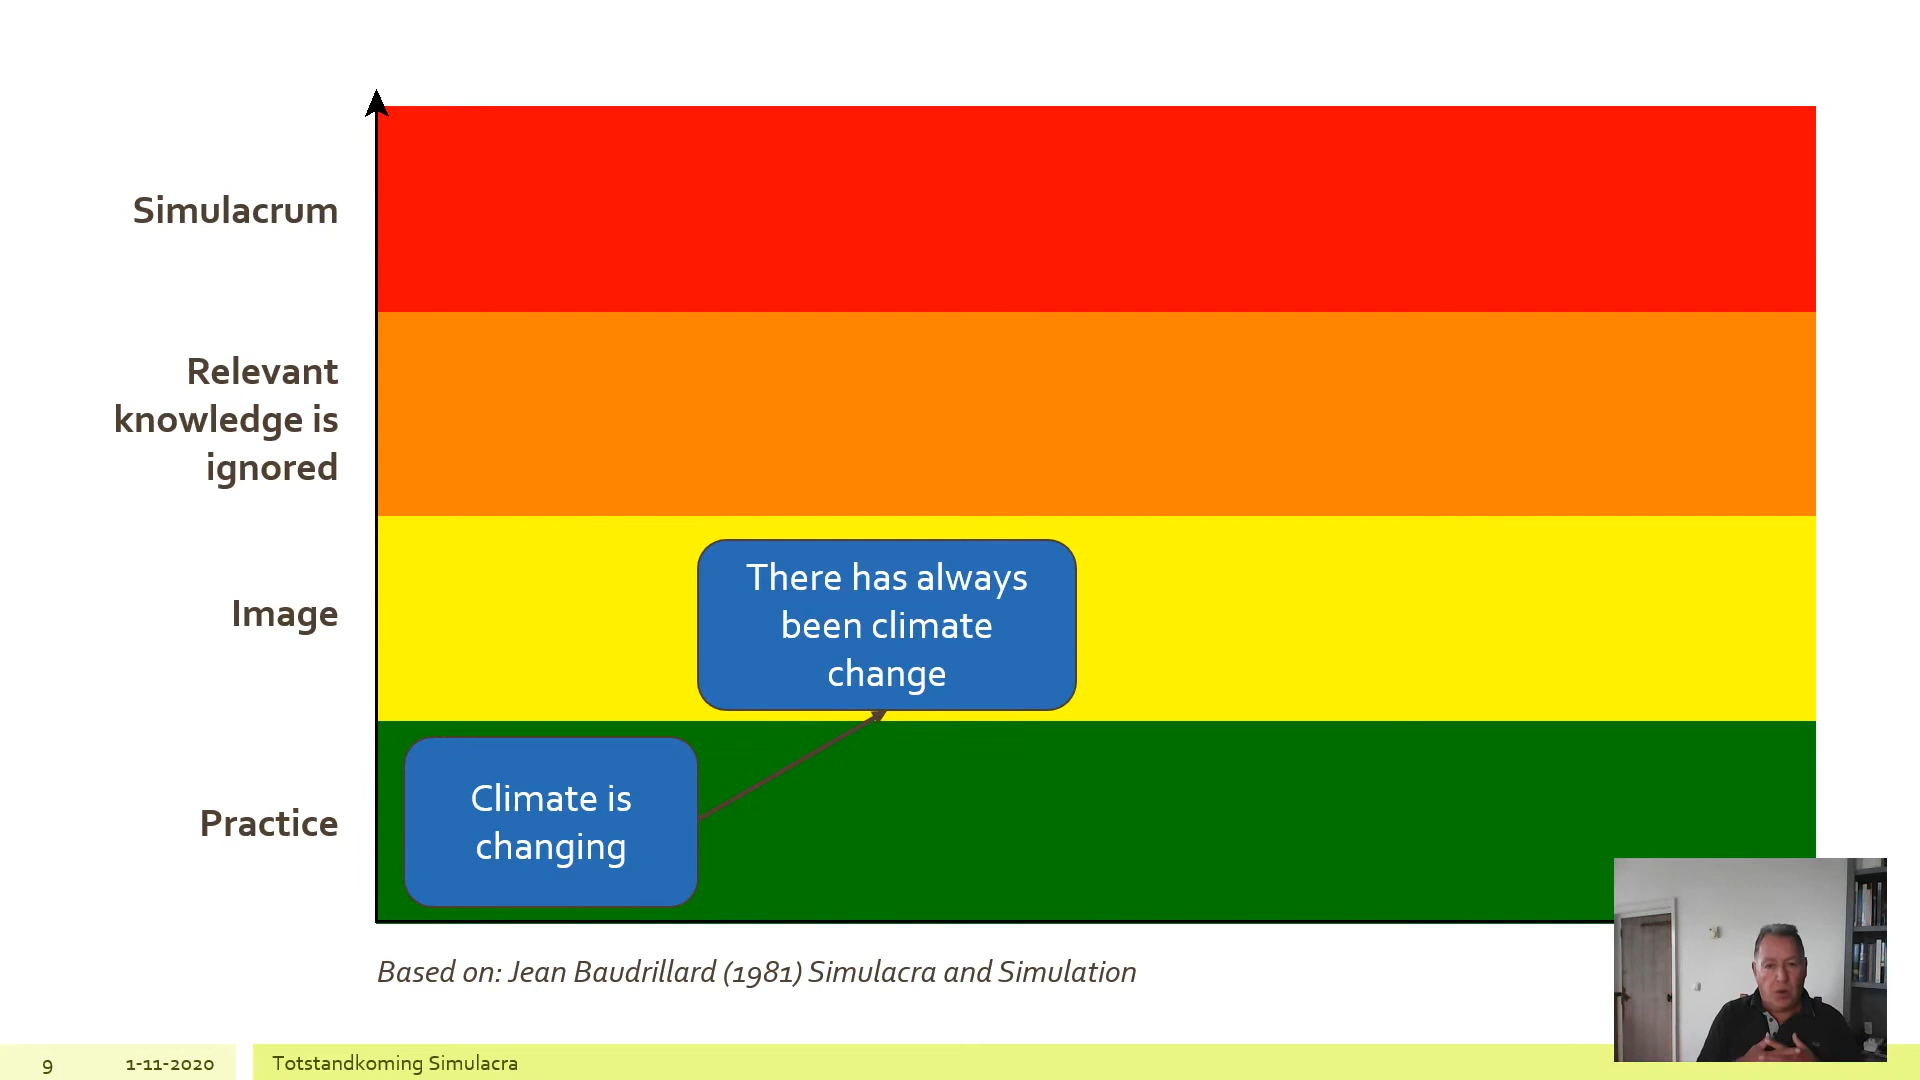 Simulacrum
Relevant
knowledge is
ignored
Image
There has always
been climate
change
Practice
Climate is
changing
Based on: Jean Baudrillard (1981) Simulacra and Simulation
9
1-11-2020
Totstandkoming Simulacra